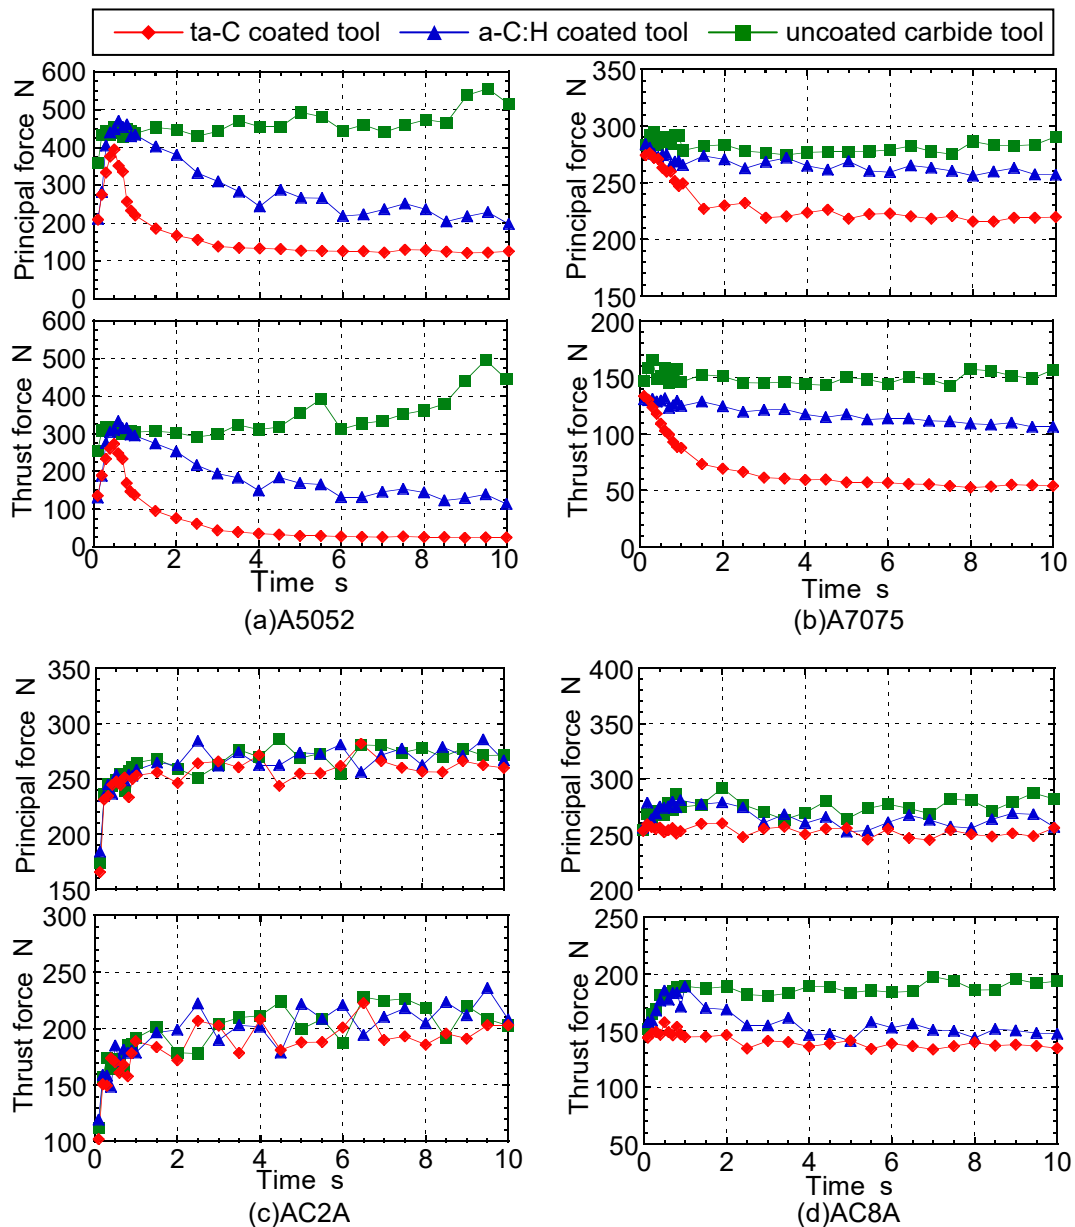 ta-C coated tool a-C:H coated tool uncoated carbide tool
Principal force N
600
500
400
300
200
100
0
Principal force N
350
300
250
200
150
Thrust force N
600
500
400
300
200
100
0
0 2 4 6 8 10
Time s
(a)A5052
Thrust force N
200
150
100
50
0
0 2 4 6 8 10
Time s
(b)A7075
Principal force N
350
300
250
200
150
Principal force N
400
350
300
250
200
Thrust force N
300
250
200
150
100
0 2 4 6 8 10
Time s
(c)AC2A
Thrust force N
250
200
150
100
50
0 2 4 6 8 10
Time s
(d)AC8A